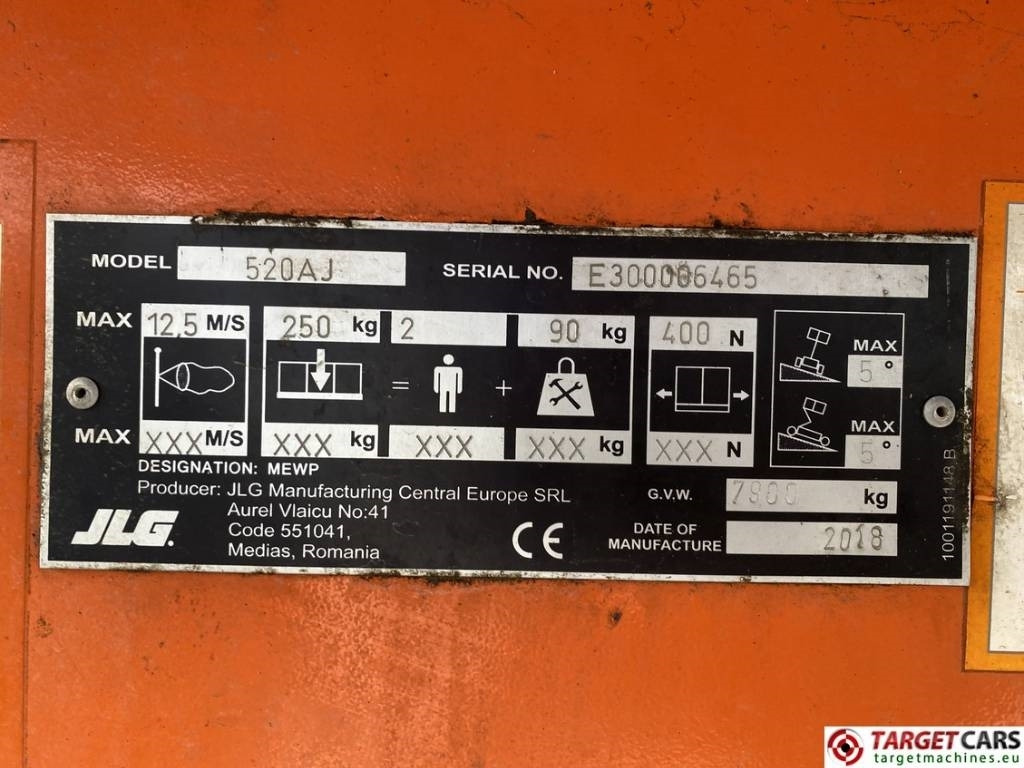 MODEL 520AJ SERIAL NO. E300006465
MAX 12,5 M/S 250 kg 2 90 kg 400 N MAX 5°
= +
MAX XXX M/S XXX kg XXX XXX kg XXX N MAX 5°
DESIGNATION: MEWP
Producer: JLG Manufacturing Central Europe SRL
Aurel Vlaicu No:41
Code 551041,
Medias, Romania
JLG.
CE
G.V.W. 7900 kg
DATE OF
MANUFACTURE 2018
1001191148 B
TARGETCARS
targetmachines.eu